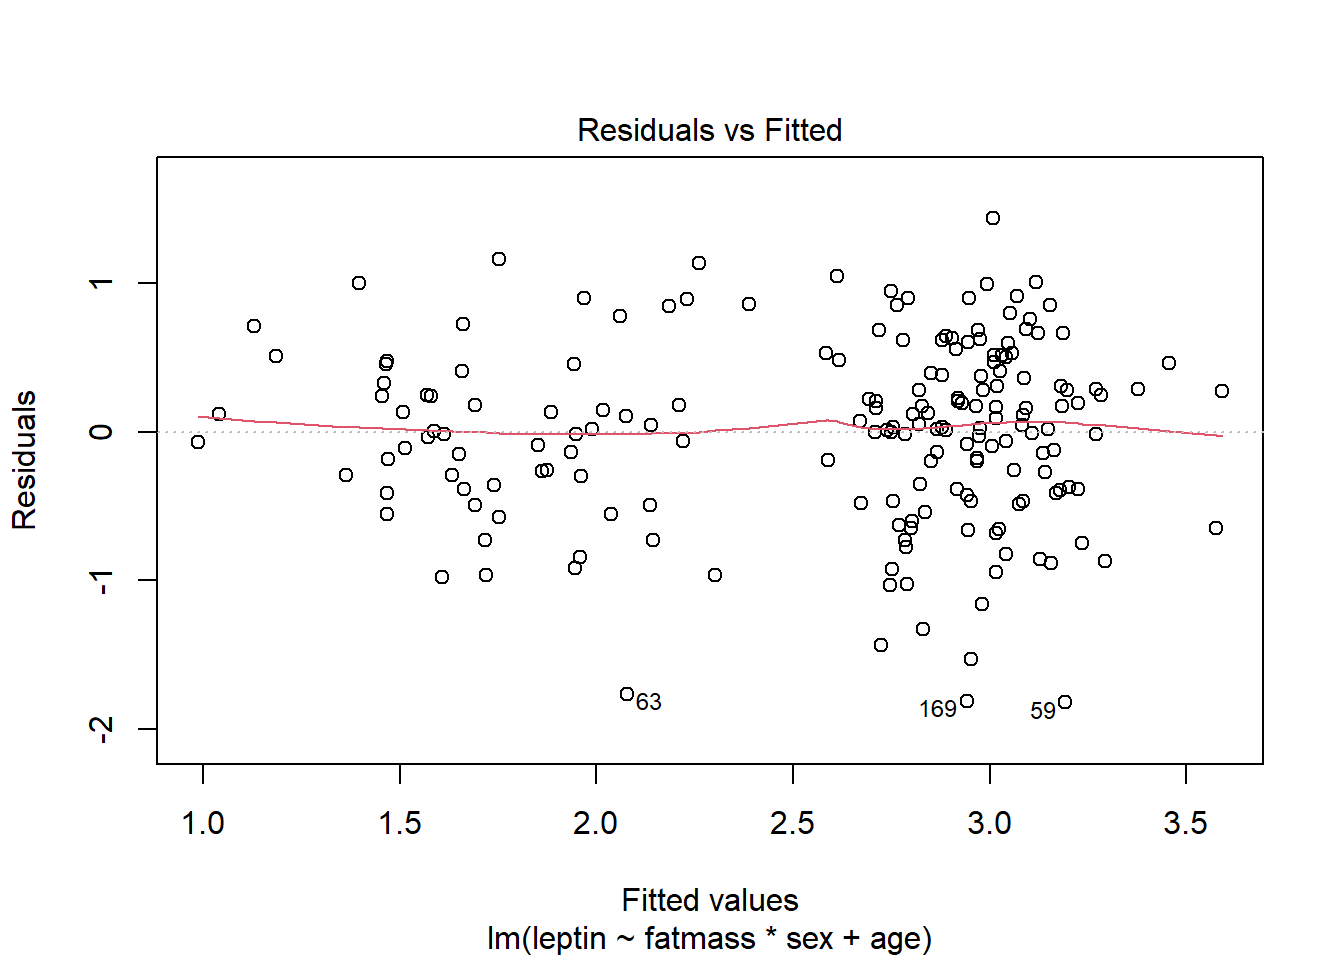 Residuals vs Fitted
Residuals
1
0
-1
-2
63
169
59
1.0 1.5 2.0 2.5 3.0 3.5
Fitted values
lm(leptin ~ fatmass * sex + age)